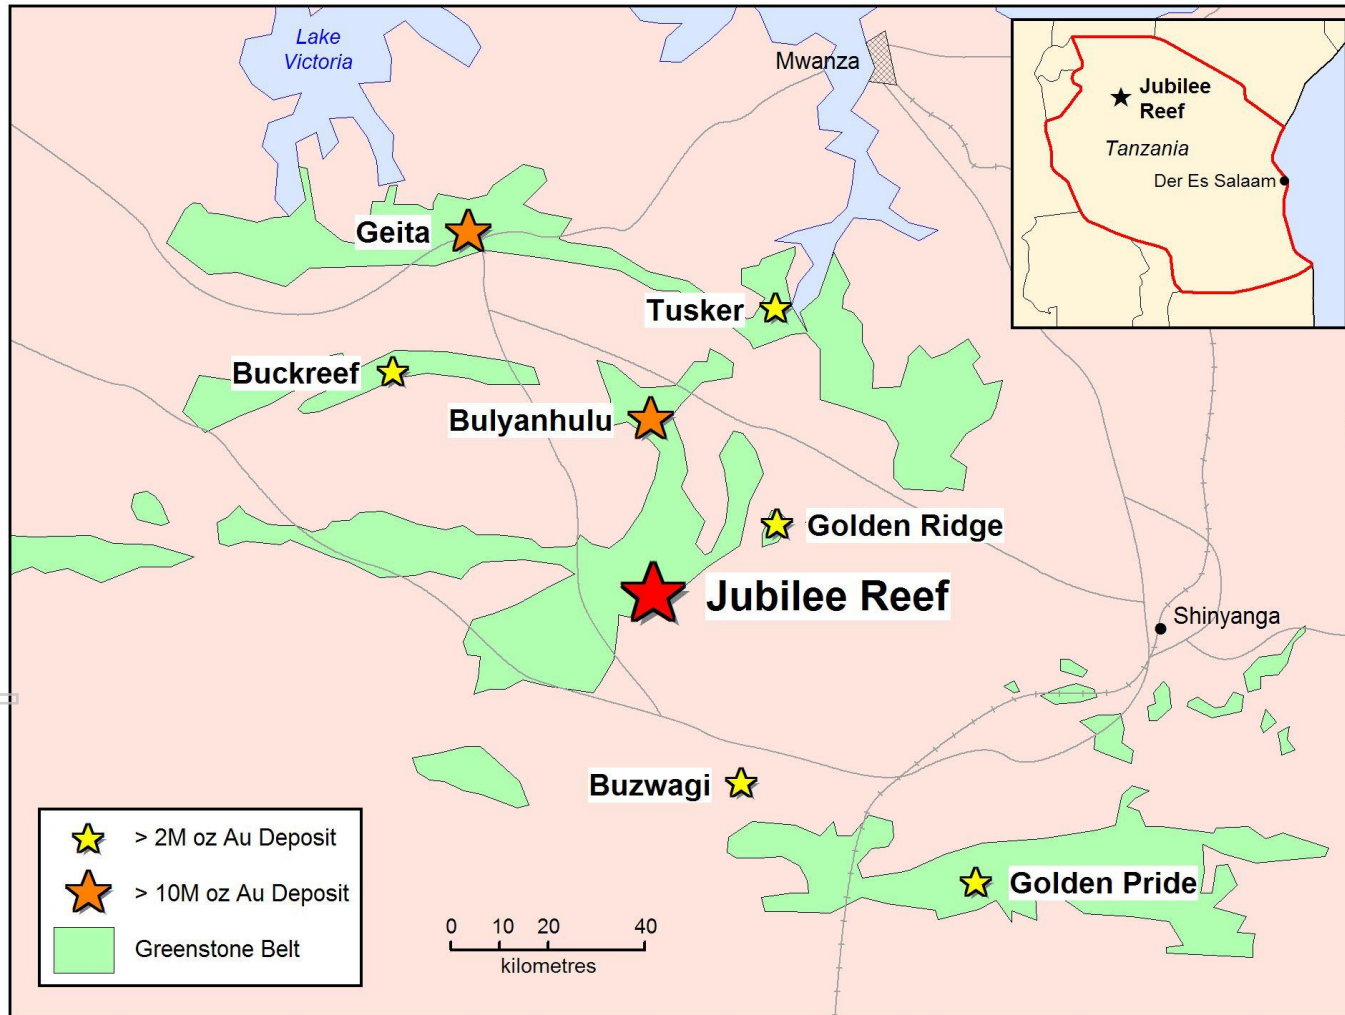 Lake
Victoria
Mwanza
Jubilee
Reef
Tanzania
Der Es Salaam
Geita
Tusker
Buckreef
Bulyanhulu
Golden Ridge
Jubilee Reef
Shinyanga
Buzwagi
Golden Pride
> 2M oz Au Deposit
> 10M oz Au Deposit
Greenstone Belt
0 10 20 40
kilometres